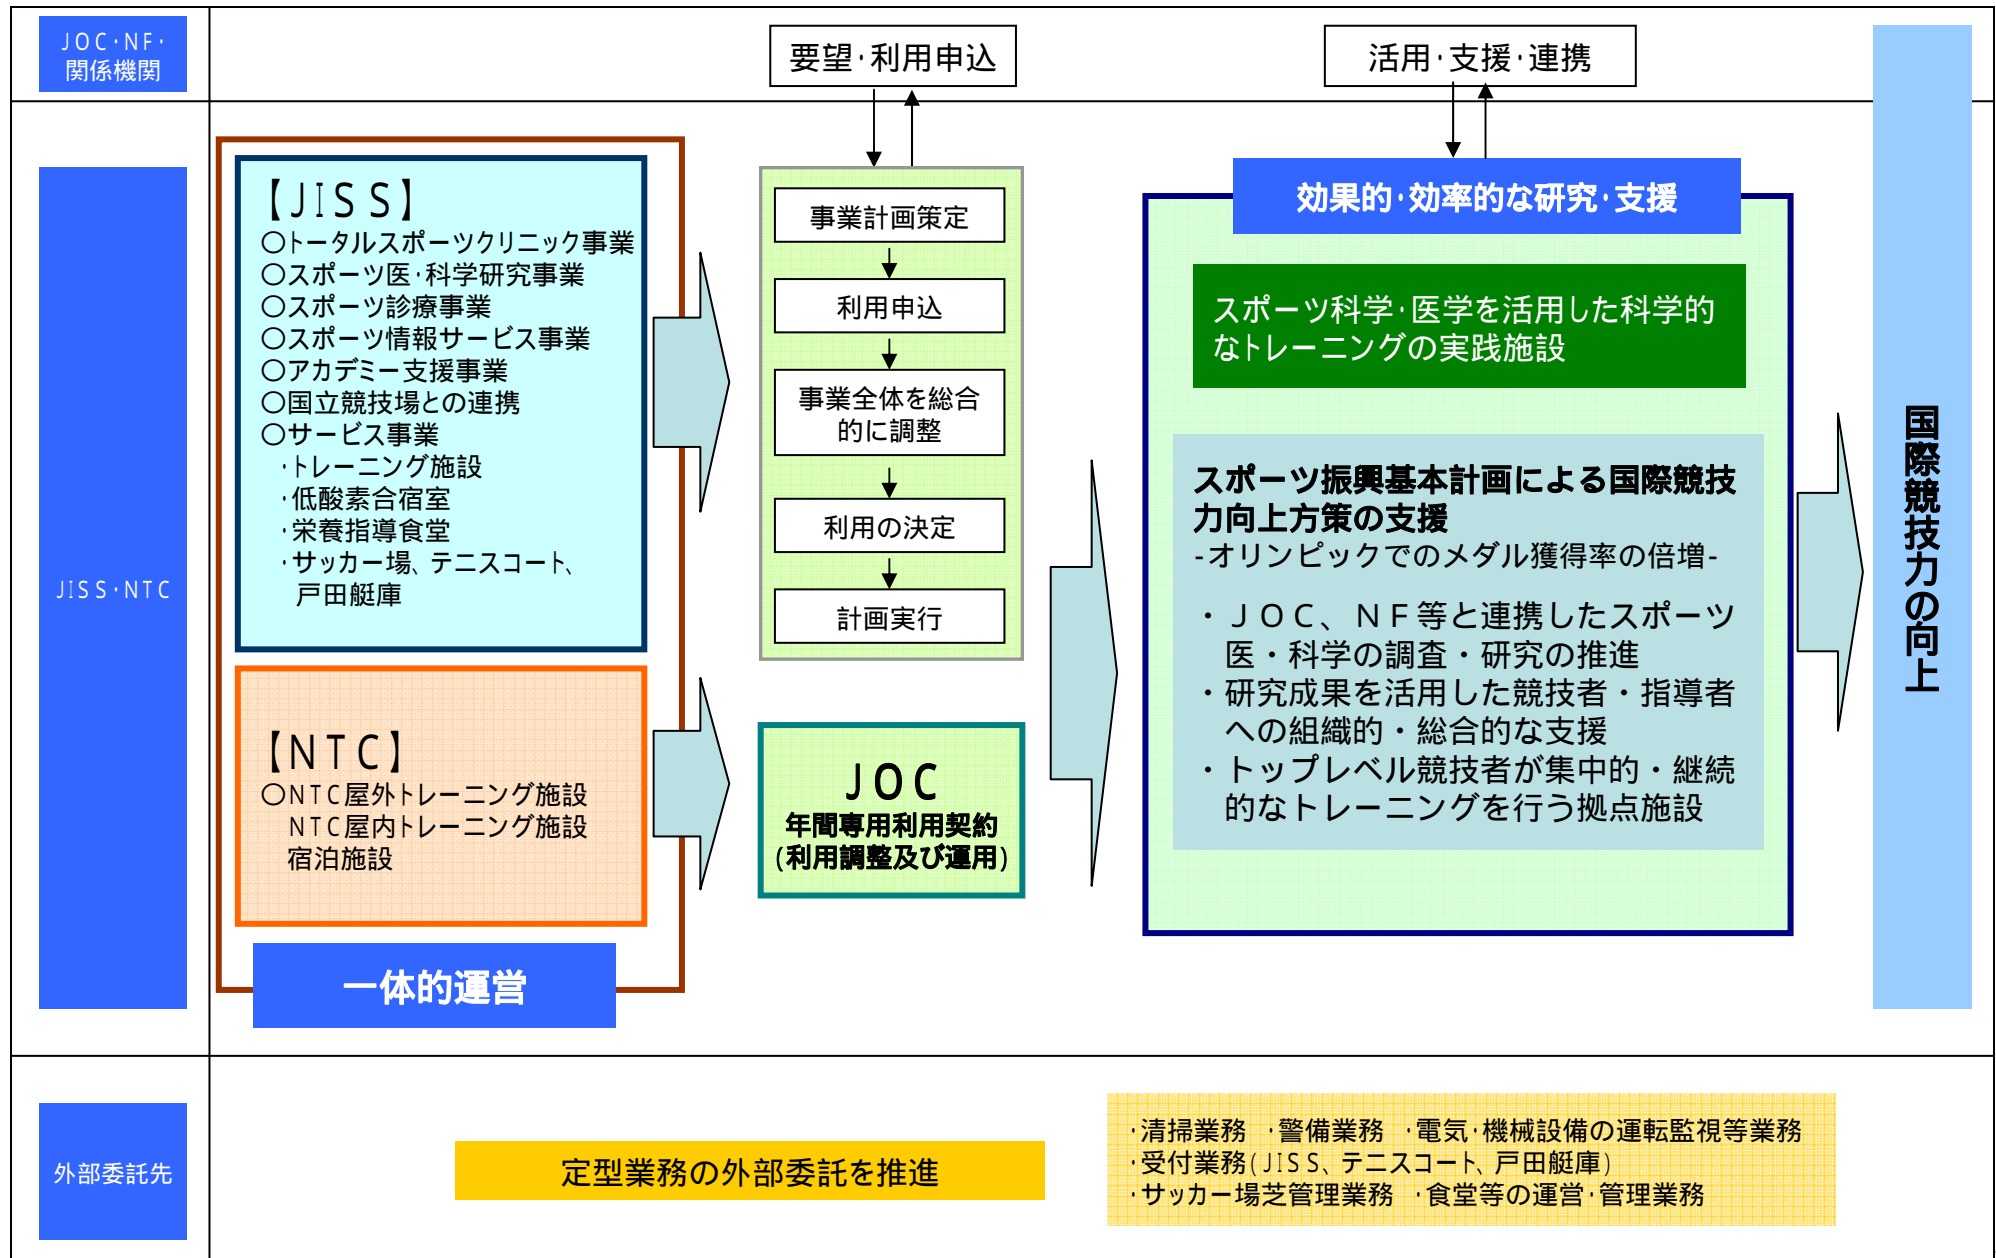 JOC・NF・
関係機関
要望・利用申込
活用・支援・連携
JISS・NTC
【JISS】
○トータルスポーツクリニック事業
○スポーツ医・科学研究事業
○スポーツ診療事業
○スポーツ情報サービス事業
○アカデミー支援事業
○国立競技場との連携
○サービス事業
・トレーニング施設
・低酸素合宿室
・栄養指導食堂
・サッカー場、テニスコート、
戸田艇庫
【NTC】
○NTC屋外トレーニング施設
NTC屋内トレーニング施設
宿泊施設
一体的運営
事業計画策定
利用申込
事業全体を総合
的に調整
利用の決定
計画実行
JOC
年間専用利用契約
(利用調整及び運用)
効果的・効率的な研究・支援
スポーツ科学・医学を活用した科学的
なトレーニングの実践施設
スポーツ振興基本計画による国際競技
力向上方策の支援
-オリンピックでのメダル獲得率の倍増-
・ＪＯＣ、ＮＦ等と連携したスポーツ
医・科学の調査・研究の推進
・研究成果を活用した競技者・指導者
への組織的・総合的な支援
・トップレベル競技者が集中的・継続
的なトレーニングを行う拠点施設
国際競技力の向上
外部委託先
定型業務の外部委託を推進
・清掃業務 ・警備業務 ・電気・機械設備の運転監視等業務
・受付業務(JISS、テニスコート、戸田艇庫)
・サッカー場芝管理業務 ・食堂等の運営・管理業務